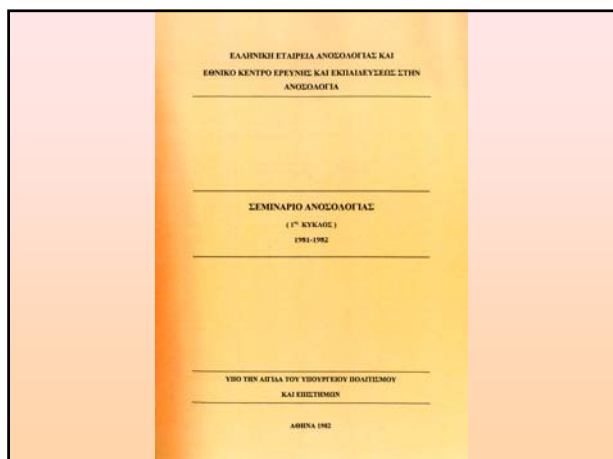 ΕΛΛΗΝΙΚΗ ΕΤΑΙΡΕΙΑ ΑΝΟΣΟΛΟΓΙΑΣ ΚΑΙ
ΕΘΝΙΚΟ ΚΕΝΤΡΟ ΕΡΕΥΝΗΣ ΚΑΙ ΕΚΠΑΙΔΕΥΣΕΩΣ ΣΤΗΝ
ΑΝΟΣΟΛΟΓΙΑ
ΣΕΜΙΝΑΡΙΟ ΑΝΟΣΟΛΟΓΙΑΣ
( 1ος ΚΥΚΛΟΣ )
1981-1982
ΥΠΟ ΤΗΝ ΑΙΓΙΔΑ ΤΟΥ ΥΠΟΥΡΓΕΙΟΥ ΠΟΛΙΤΙΣΜΟΥ
ΚΑΙ ΕΠΙΣΤΗΜΩΝ
ΑΘΗΝΑ 1982